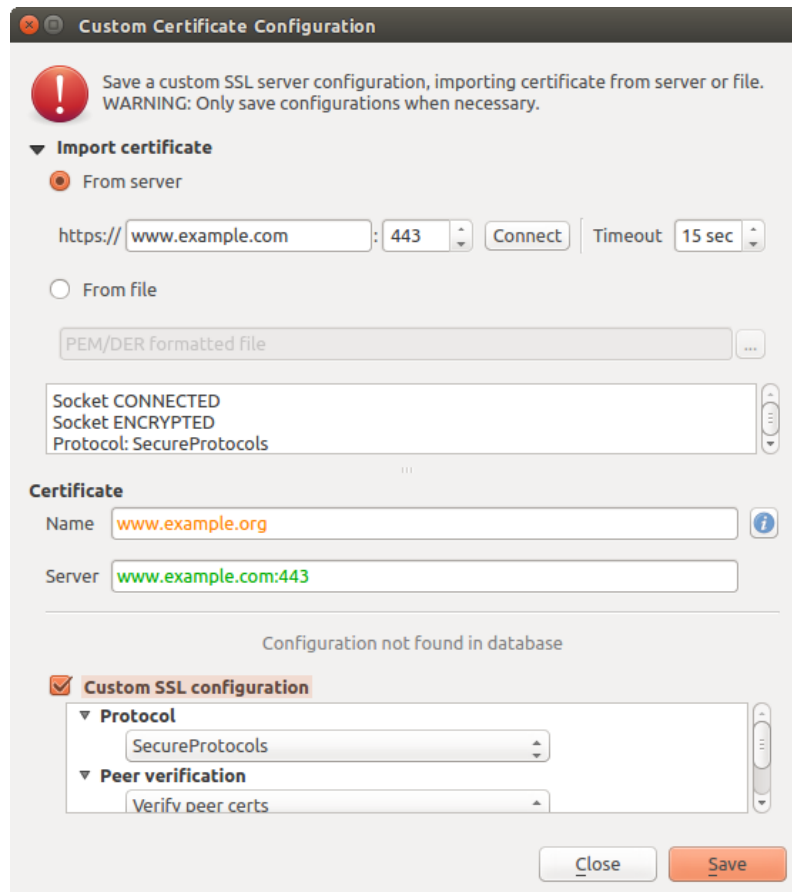 Custom Certificate Configuration
Save a custom SSL server configuration, importing certificate from server or file.
WARNING: Only save configurations when necessary.
Import certificate
From server
https:// www.example.com : 443 Connect Timeout 15 sec
From file
PEM/DER formatted file ...
Socket CONNECTED
Socket ENCRYPTED
Protocol: SecureProtocols
Certificate
Name www.example.org
Server www.example.com:443
Configuration not found in database
Custom SSL configuration
Protocol
SecureProtocols
Peer verification
Verify peer certs
Close Save